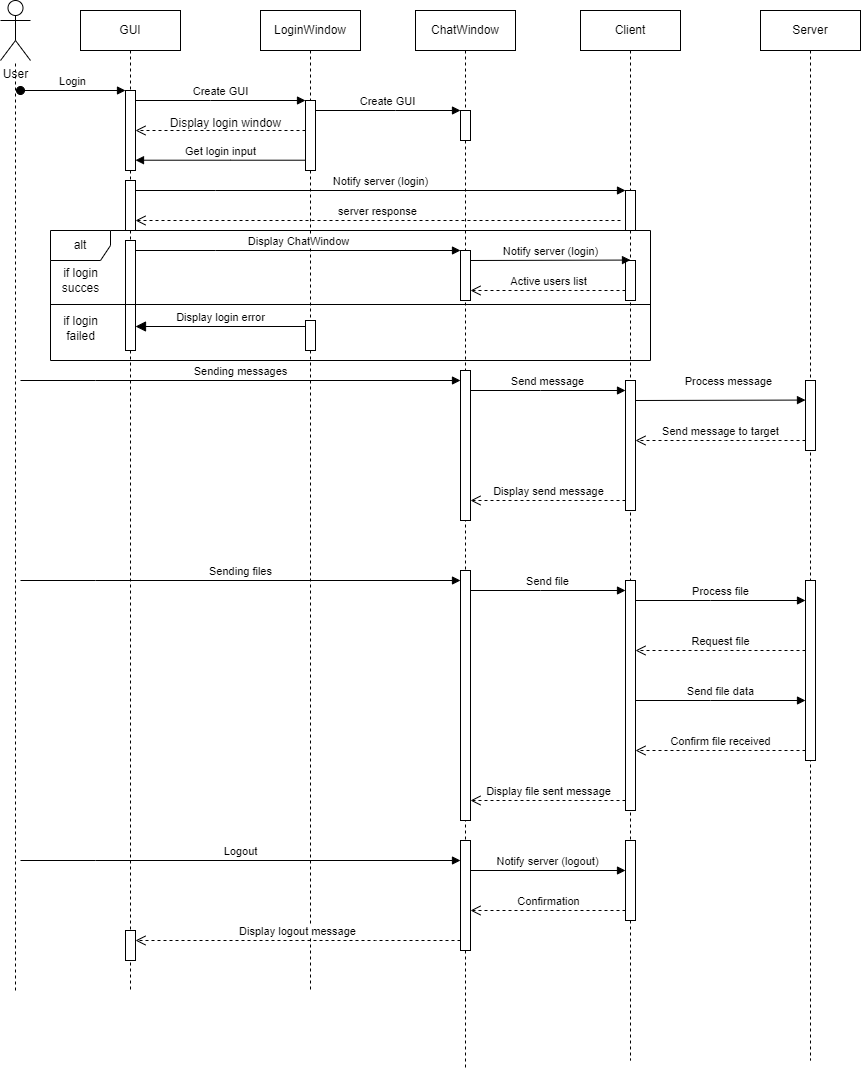 GUI
LoginWindow
ChatWindow
Client
Server
User
Login
Create GUI
Create GUI
Display login window
Get login input
Notify server (login)
server response
alt
Display ChatWindow
Notify server (login)
if login
succes
Active users list
if login
failed
Display login error
Sending messages
Send message
Process message
Send message to target
Display send message
Sending files
Send file
Process file
Request file
Send file data
Confirm file received
Display file sent message
Logout
Notify server (logout)
Confirmation
Display logout message